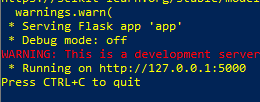 warnings.warn(
* Serving Flask app 'app'
* Debug mode: off
WARNING: This is a development server
* Running on http://127.0.0.1:5000
Press CTRL+C to quit